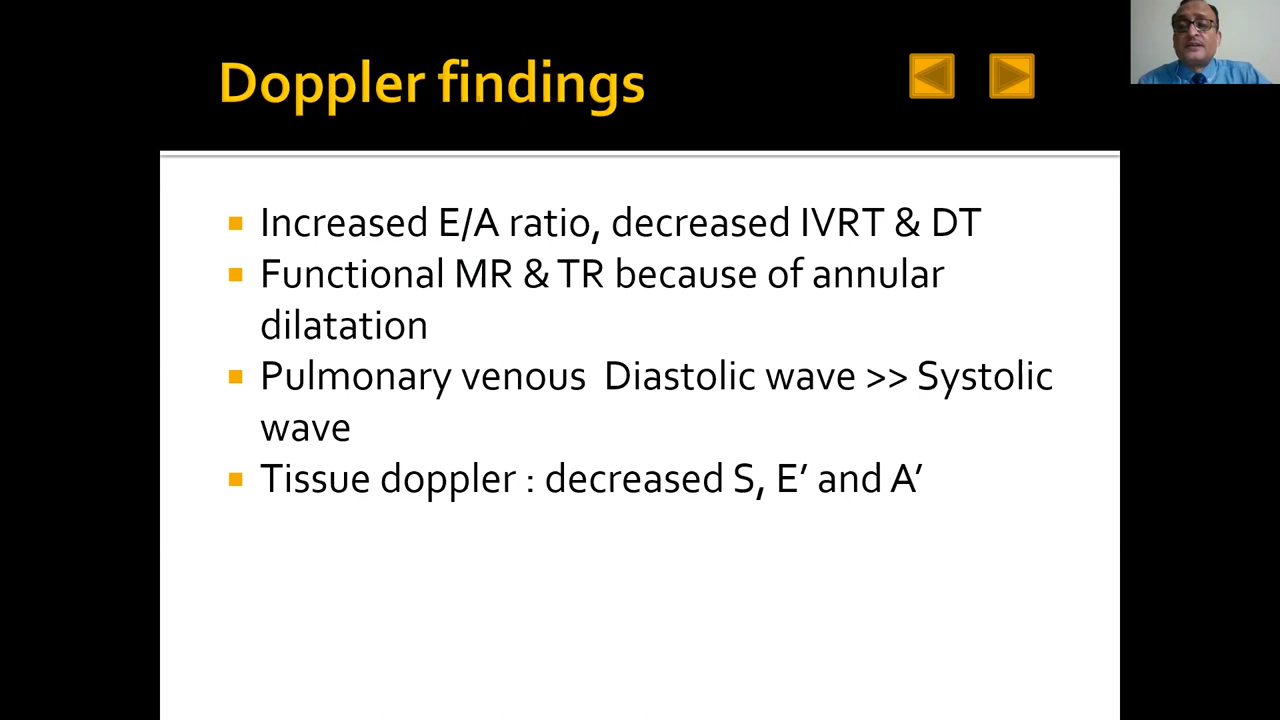 Doppler findings
Increased E/A ratio, decreased IVRT & DT
Functional MR & TR because of annular
dilatation
Pulmonary venous  Diastolic wave >> Systolic
wave
Tissue doppler : decreased S, E’ and A’